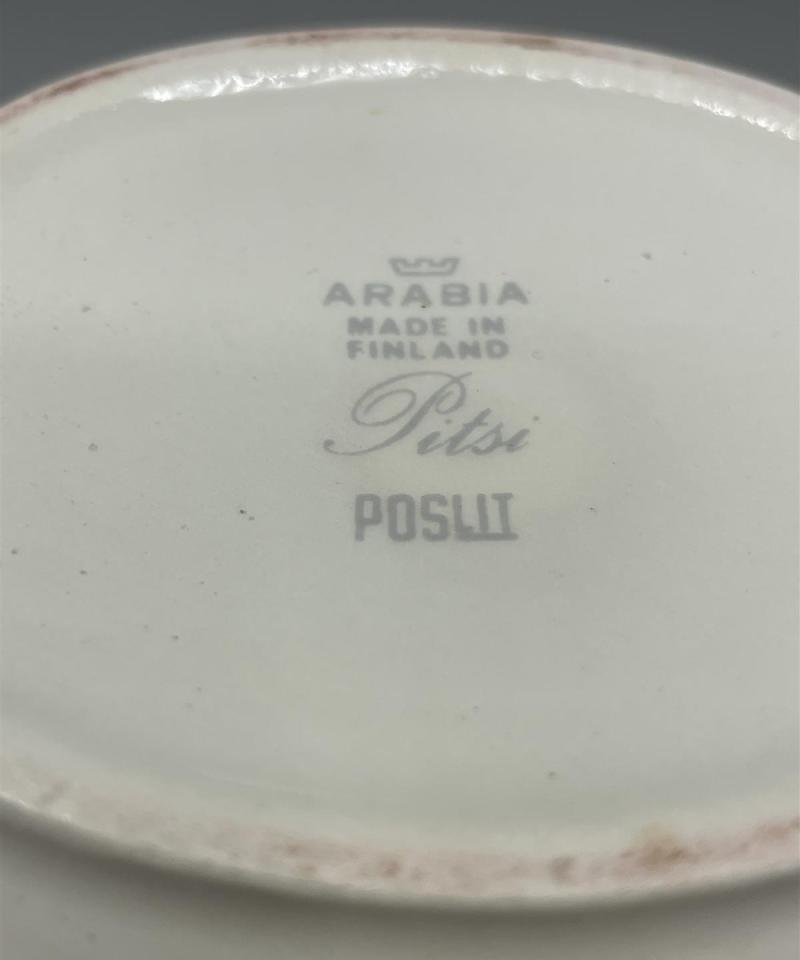 ARABIA
MADE IN
FINLAND
Pitsi
POSLII